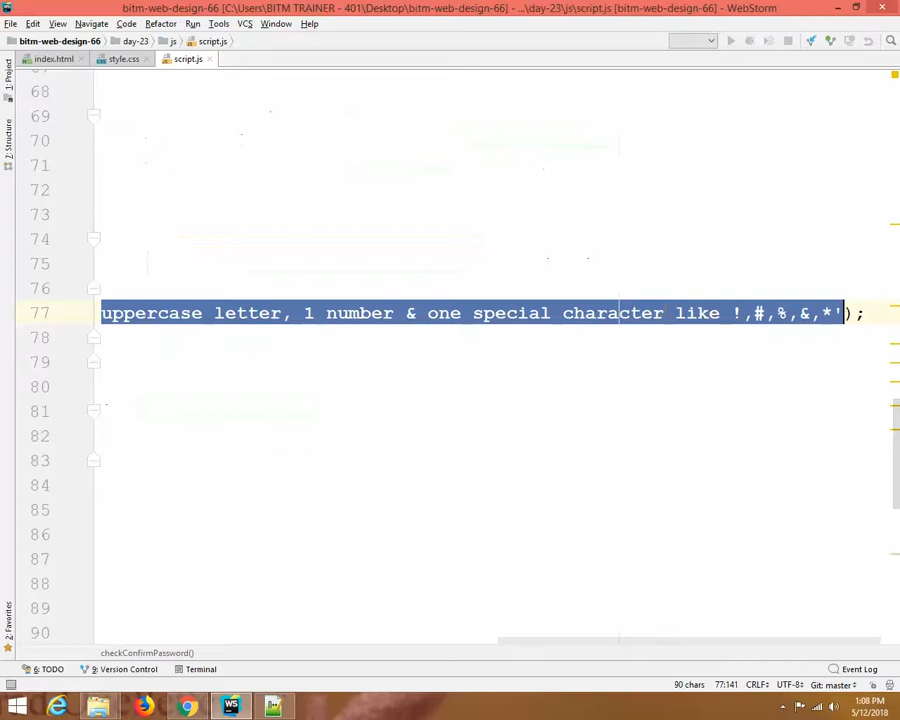 bitm-web-design-66 [C:\Users\BITM TRAINER - 401\Desktop\bitm-web-design-66] - ...\day-23\js\script.js [bitm-web-design-66] - WebStorm
File Edit View Navigate Code Refactor Run Tools VCS Window Help
bitm-web-design-66 day-23 js script.js
index.html style.css script.js
1: Project
7: Structure
2: Favorites
68
69
70
71
72
73
74
75
76
77 uppercase letter, 1 number & one special character like !,#,%,&,*');
78
79
80
81
82
83
84
85
86
87
88
89
90
checkConfirmPassword()
6: TODO 9: Version Control Terminal Event Log
90 chars 77:141 CRLF÷ UTF-8÷ Git: master÷
WS
1:08 PM
5/12/2018